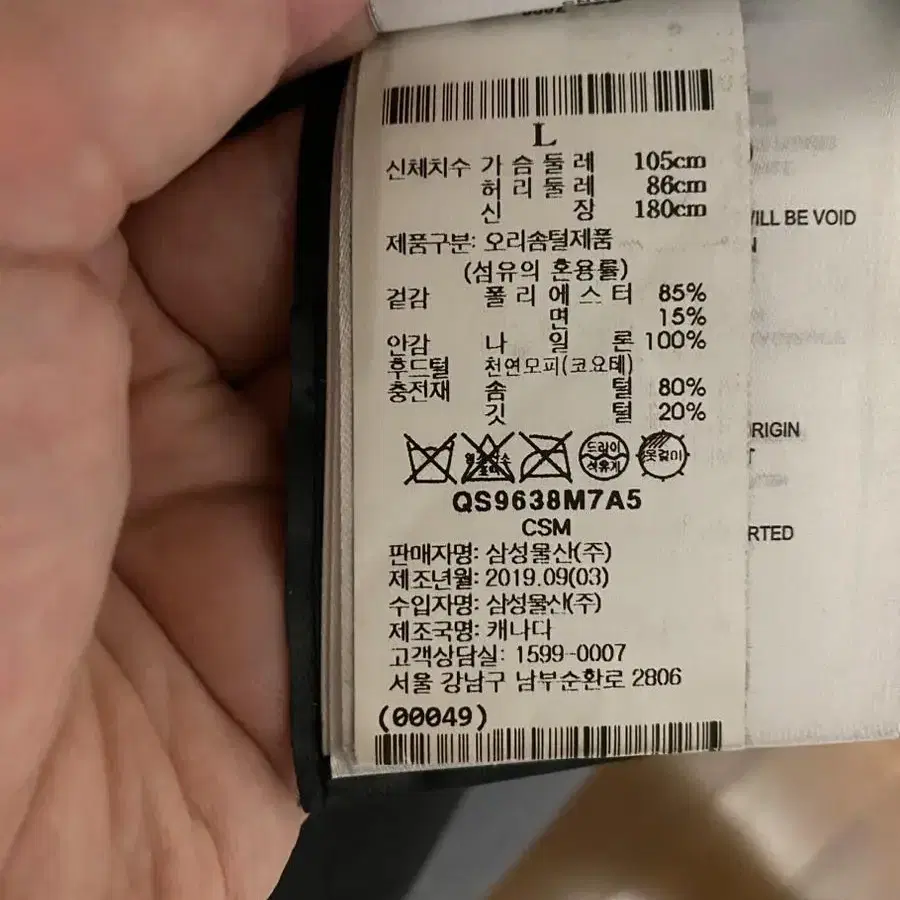 L
신체치수 가슴둘레 105cm
허리둘레 86cm
신 장 180cm
제품구분: 오리솜털제품
(섬유의 혼용률)
겉감 폴리에스터 85%
면 15%
안감 나일론 100%
후드털 천연모피(코요테)
충전재 솜털 80%
깃털 20%
드라이
석유계
옷걸이
QS9638M7A5
CSM
판매자명: 삼성물산(주)
제조년월: 2019.09(03)
수입자명: 삼성물산(주)
제조국명: 캐나다
고객상담실: 1599-0007
서울 강남구 남부순환로 2806
(00049)
WILL BE VOID